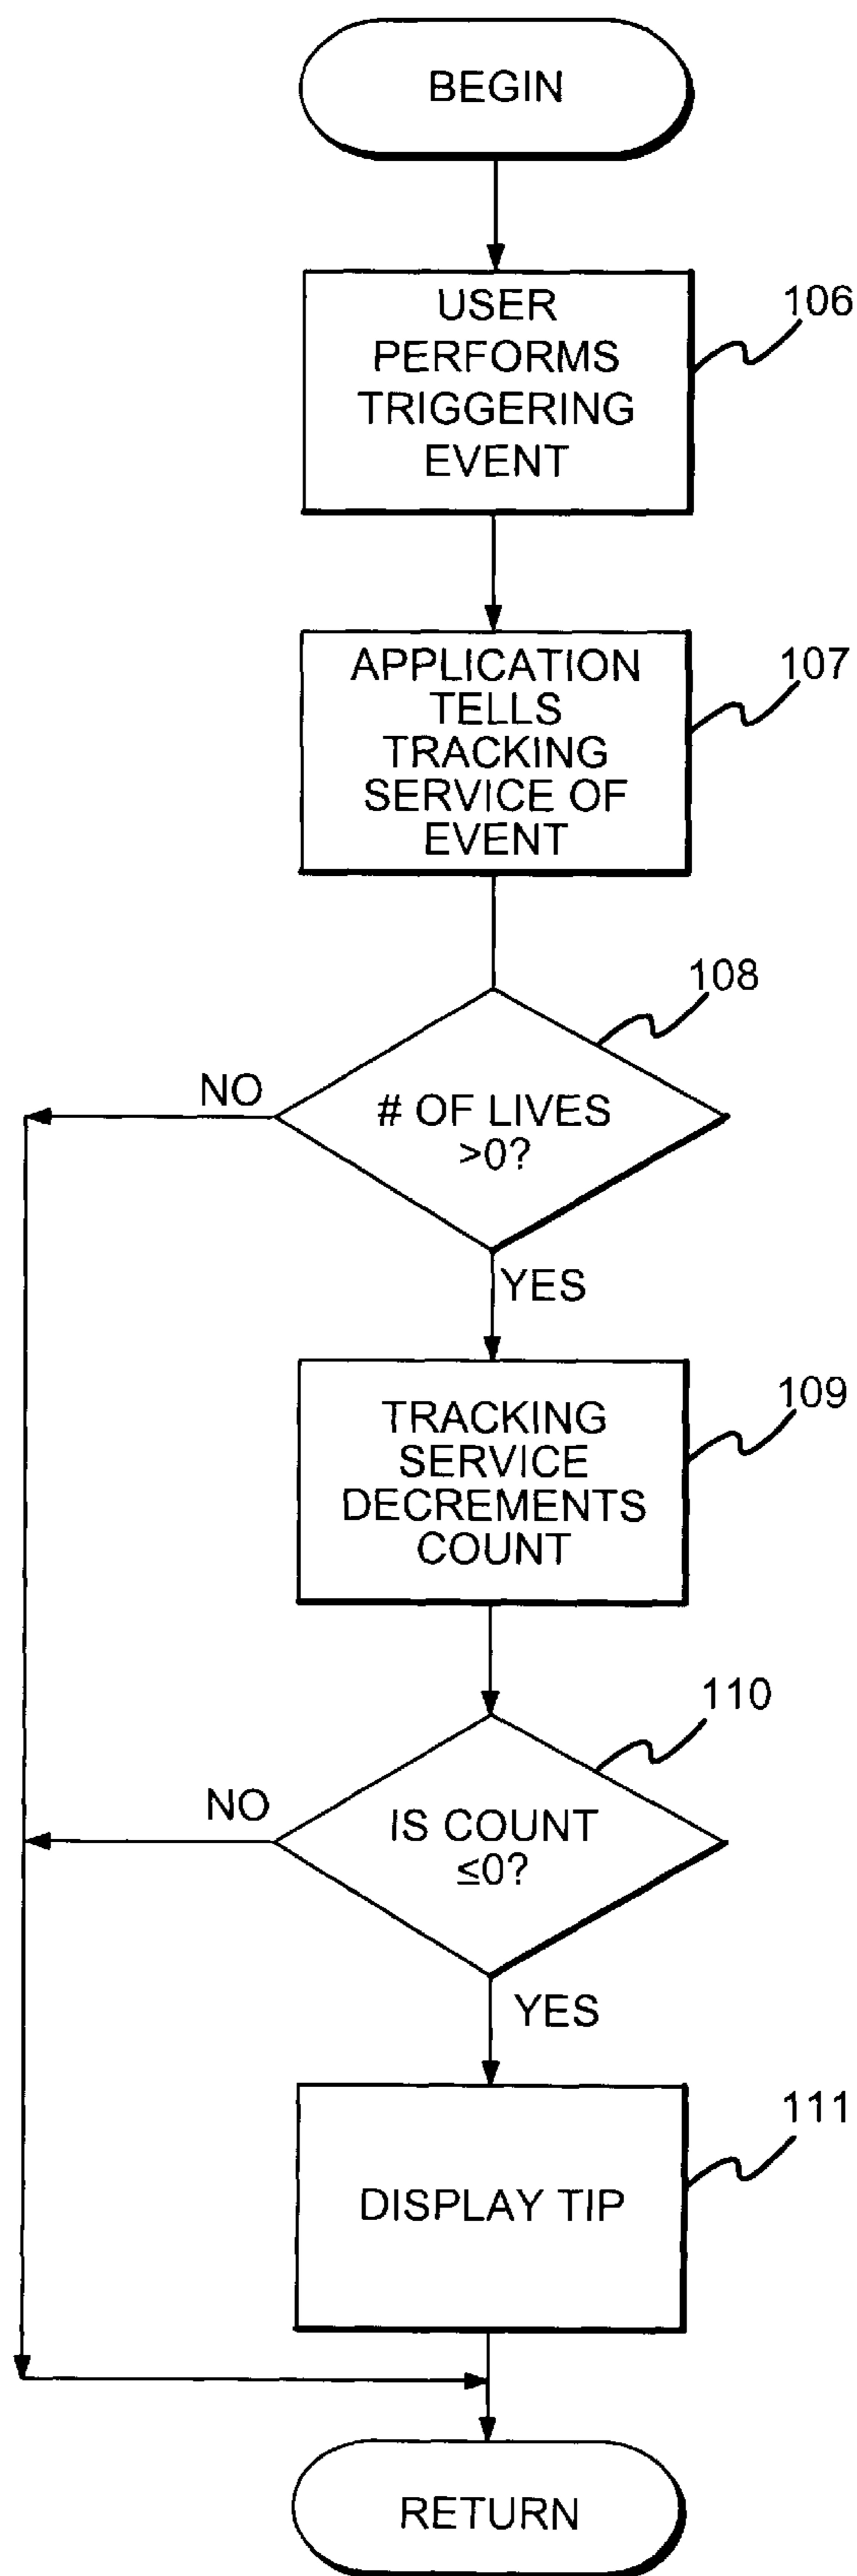 BEGIN
USER
PERFORMS
TRIGGERING
EVENT
106
APPLICATION
TELLS
TRACKING
SERVICE OF
EVENT
107
108
# OF LIVES
>0?
NO
YES
TRACKING
SERVICE
DECREMENTS
COUNT
109
110
IS COUNT
≤0?
NO
YES
DISPLAY TIP
111
RETURN